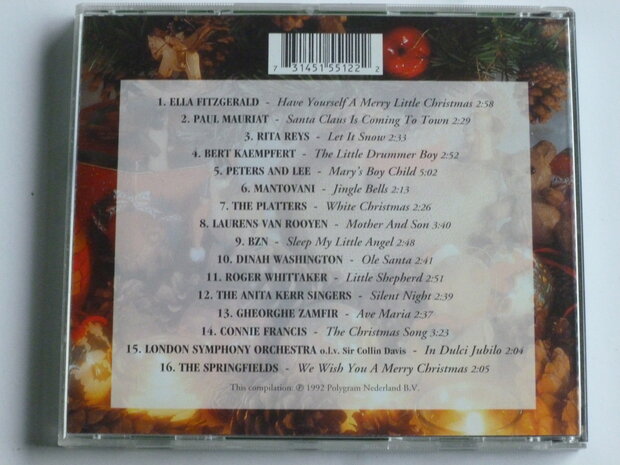 7 31451 55122 2
1. ELLA FITZGERALD - Have Yourself A Merry Little Christmas 2:58
2. PAUL MAURIAT - Santa Claus Is Coming To Town 2:29
3. RITA REYS - Let It Snow 2:33
4. BERT KAEMPFERT - The Little Drummer Boy 2:52
5. PETERS AND LEE - Mary's Boy Child 5:02
6. MANTOVANI - Jingle Bells 2:13
7. THE PLATTERS - White Christmas 2:26
8. LAURENS VAN ROOYEN - Mother And Son 3:40
9. BZN - Sleep My Little Angel 2:48
10. DINAH WASHINGTON - Ole Santa 2:41
11. ROGER WHITTAKER - Little Shepherd 2:51
12. THE ANITA KERR SINGERS - Silent Night 2:39
13. GHEORGHE ZAMFIR - Ave Maria 2:37
14. CONNIE FRANCIS - The Christmas Song 3:23
15. LONDON SYMPHONY ORCHESTRA o.l.v. Sir Collin Davis - In Dulci Jubilo 2:04
16. THE SPRINGFIELDS - We Wish You A Merry Christmas 2:05
This compilation: ℗ 1992 Polygram Nederland B.V.